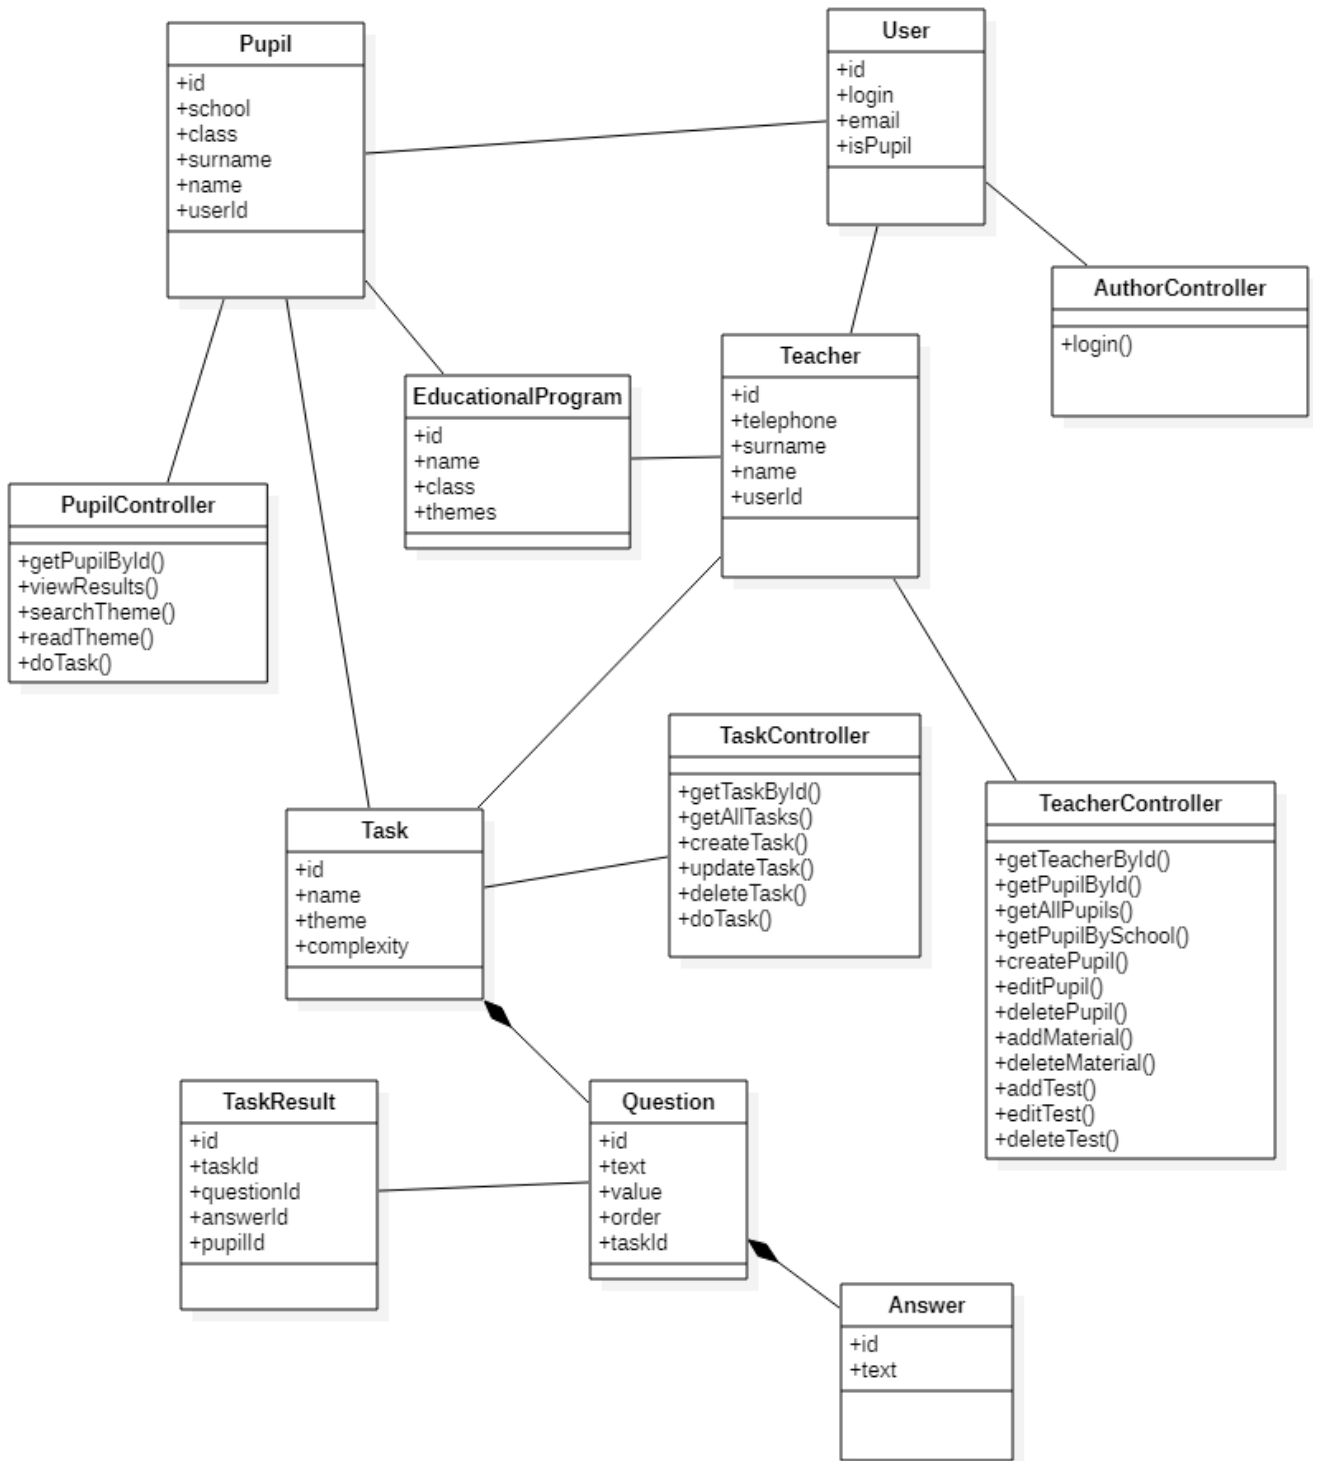 Pupil
+id
+school
+class
+surname
+name
+userId
User
+id
+login
+email
+isPupil
AuthorController
+login()
EducationalProgram
+id
+name
+class
+themes
Teacher
+id
+telephone
+surname
+name
+userId
PupilController
+getPupilById()
+viewResults()
+searchTheme()
+readTheme()
+doTask()
TaskController
+getTaskById()
+getAllTasks()
+createTask()
+updateTask()
+deleteTask()
+doTask()
TeacherController
+getTeacherById()
+getPupilById()
+getAllPupils()
+getPupilBySchool()
+createPupil()
+editPupil()
+deletePupil()
+addMaterial()
+deleteMaterial()
+addTest()
+editTest()
+deleteTest()
Task
+id
+name
+theme
+complexity
TaskResult
+id
+taskId
+questionId
+answerId
+pupilId
Question
+id
+text
+value
+order
+taskId
Answer
+id
+text